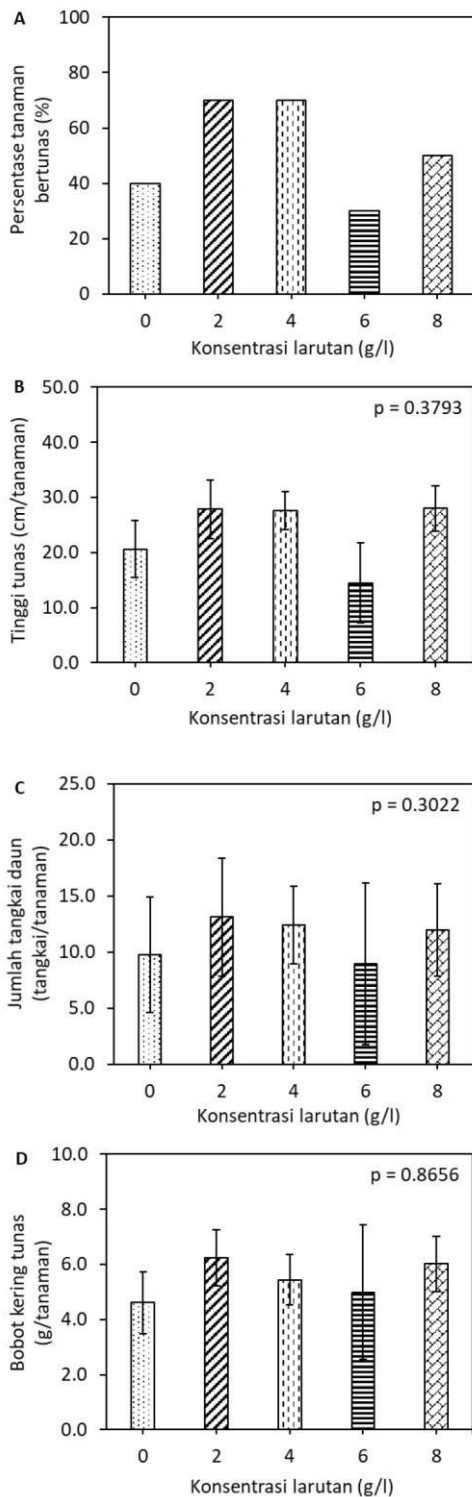 A
Persentase tanaman
bertunas (%)
100
80
60
40
20
0
0 2 4 6 8
Konsentrasi larutan (g/l)
B
p = 0.3793
Tinggi tunas (cm/tanaman)
50.0
40.0
30.0
20.0
10.0
0.0
0 2 4 6 8
Konsentrasi larutan (g/l)
C
p = 0.3022
Jumlah tangkai daun
(tangkai/tanaman)
25.0
20.0
15.0
10.0
5.0
0.0
0 2 4 6 8
Konsentrasi larutan (g/l)
D
p = 0.8656
Bobot kering tunas
(g/tanaman)
10.0
8.0
6.0
4.0
2.0
0.0
0 2 4 6 8
Konsentrasi larutan (g/l)